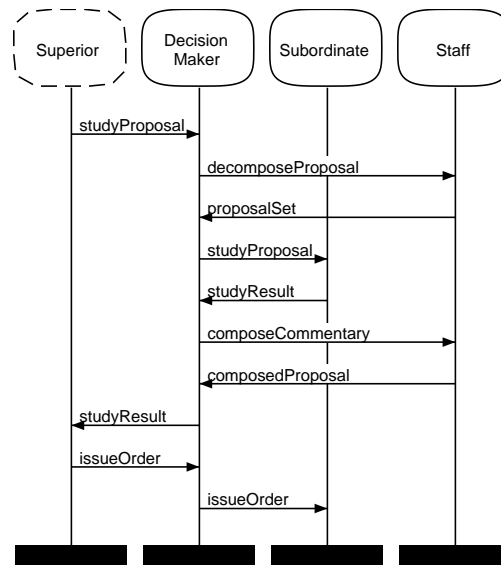 Superior
Decision
Maker
Subordinate
Staff
studyProposal
decomposeProposal
proposalSet
studyProposal
studyResult
composeCommentary
composedProposal
studyResult
issueOrder
issueOrder